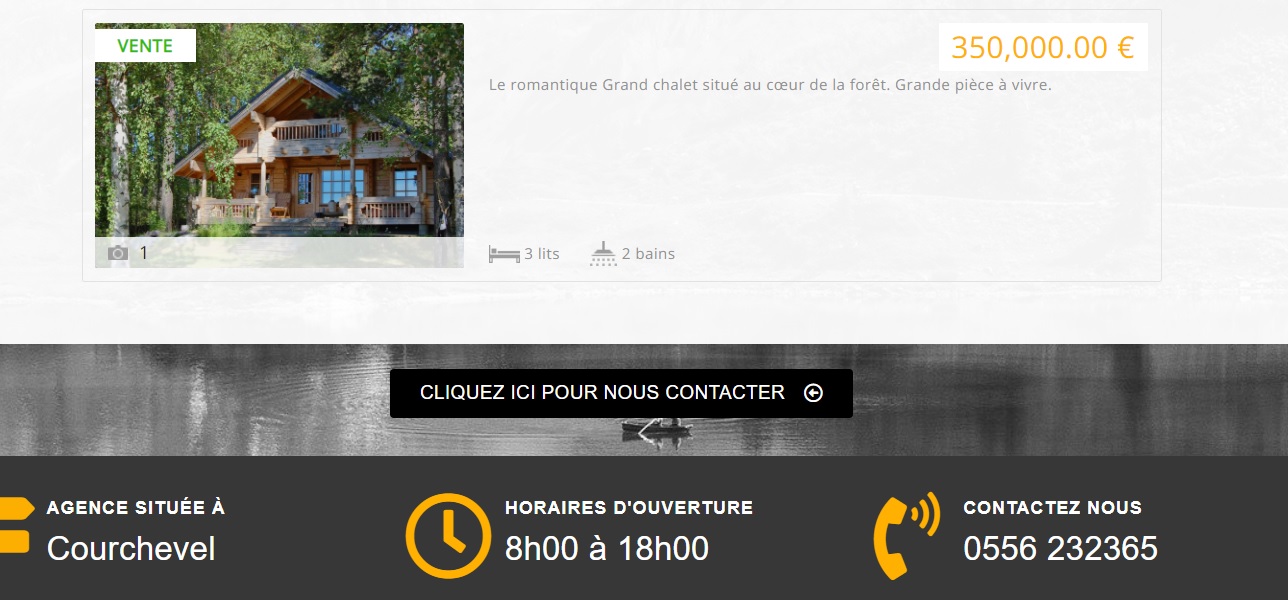 VENTE
350,000.00 €
Le romantique Grand chalet situé au cœur de la forêt. Grande pièce à vivre.
1
3 lits
2 bains
CLIQUEZ ICI POUR NOUS CONTACTER
AGENCE SITUÉE À
Courchevel
HORAIRES D'OUVERTURE
8h00 à 18h00
CONTACTEZ NOUS
0556 232365